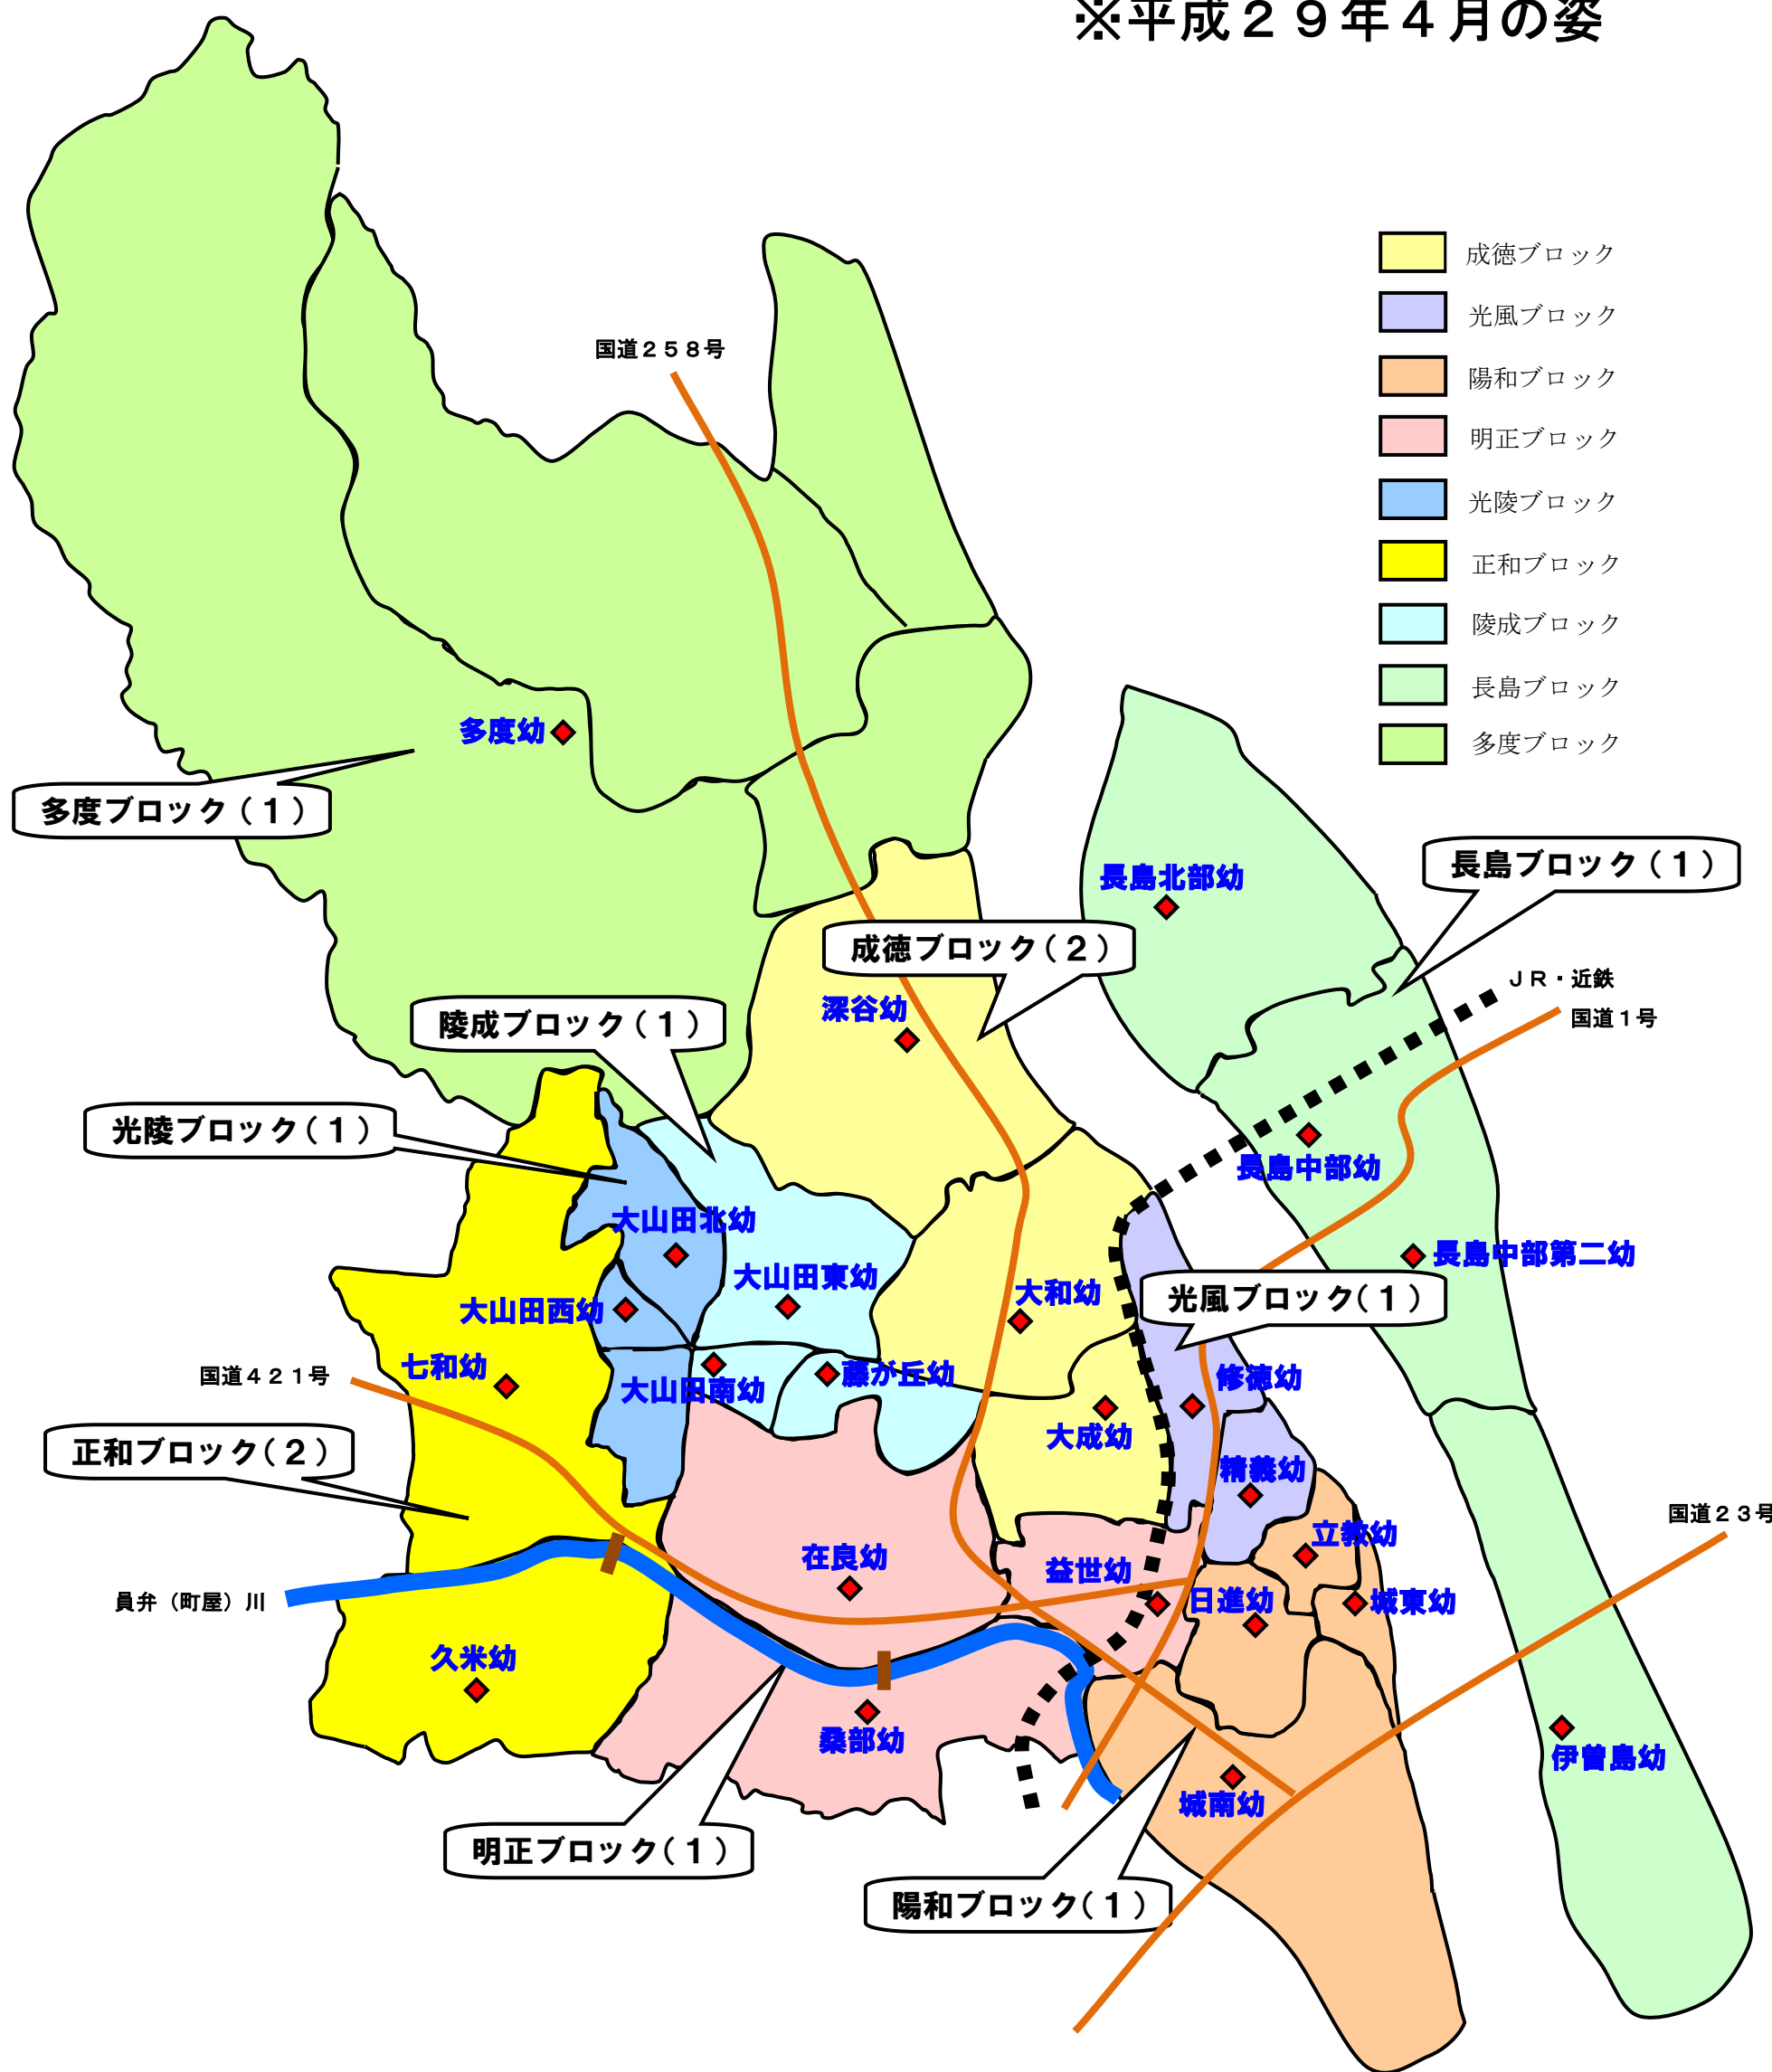 ※平成２９年４月の姿
成徳ブロック
光風ブロック
陽和ブロック
明正ブロック
光陵ブロック
正和ブロック
陵成ブロック
長島ブロック
多度ブロック
国道２５８号
多度幼
多度ブロック（１）
長島ブロック（１）
長島北部幼
成徳ブロック（２）
ＪＲ・近鉄
国道１号
深谷幼
陵成ブロック（１）
光陵ブロック（１）
長島中部幼
大山田北幼
長島中部第二幼
大山田東幼
大和幼
光風ブロック（１）
大山田西幼
七和幼
国道４２１号
大山田南幼
藤が丘幼
修徳幼
大成幼
正和ブロック（２）
精義幼
国道２３号
立教幼
在良幼
益世幼
日進幼
城東幼
員弁（町屋）川
久米幼
桑部幼
伊曽島幼
城南幼
明正ブロック（１）
陽和ブロック（１）